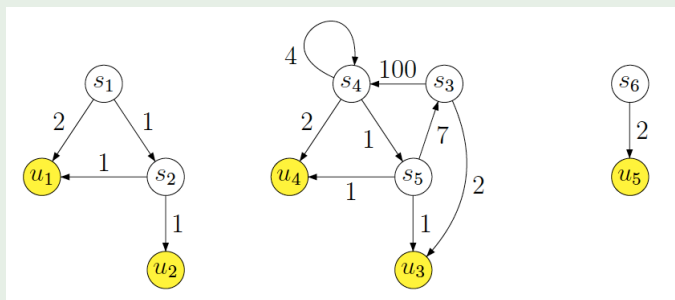 4
s₄ 100 s₃
s₁ s₆
2 1 2 1 7 2
1
u₁ s₂ u₄ s₅ 2 u₅
1
1 1
u₂ u₃